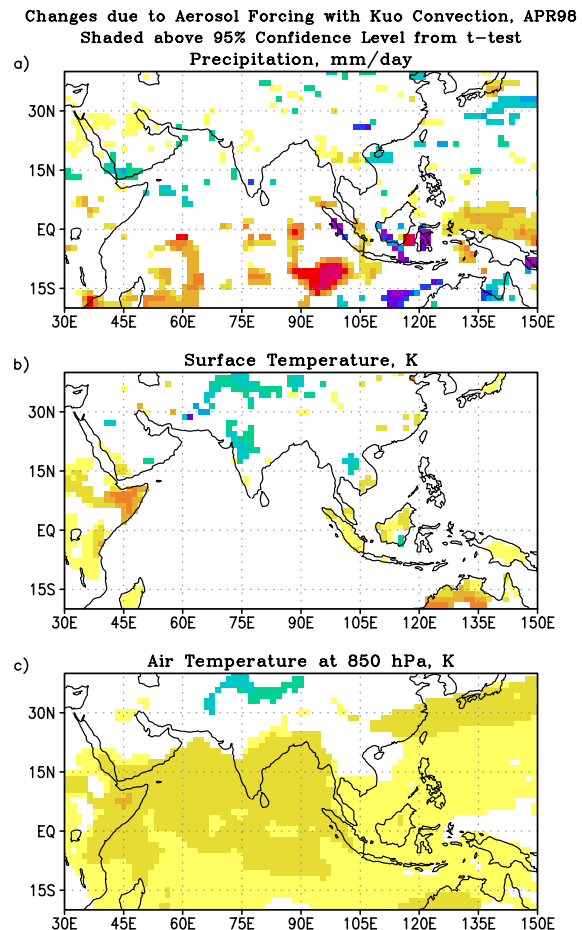 Changes due to Aerosol Forcing with Kuo Convection, APR98
Shaded above 95% Confidence Level from t-test
a) Precipitation, mm/day
30N
15N
EQ
15S
30E 45E 60E 75E 90E 105E 120E 135E 150E
b) Surface Temperature, K
30N
15N
EQ
15S
30E 45E 60E 75E 90E 105E 120E 135E 150E
c) Air Temperature at 850 hPa, K
30N
15N
EQ
15S
30E 45E 60E 75E 90E 105E 120E 135E 150E